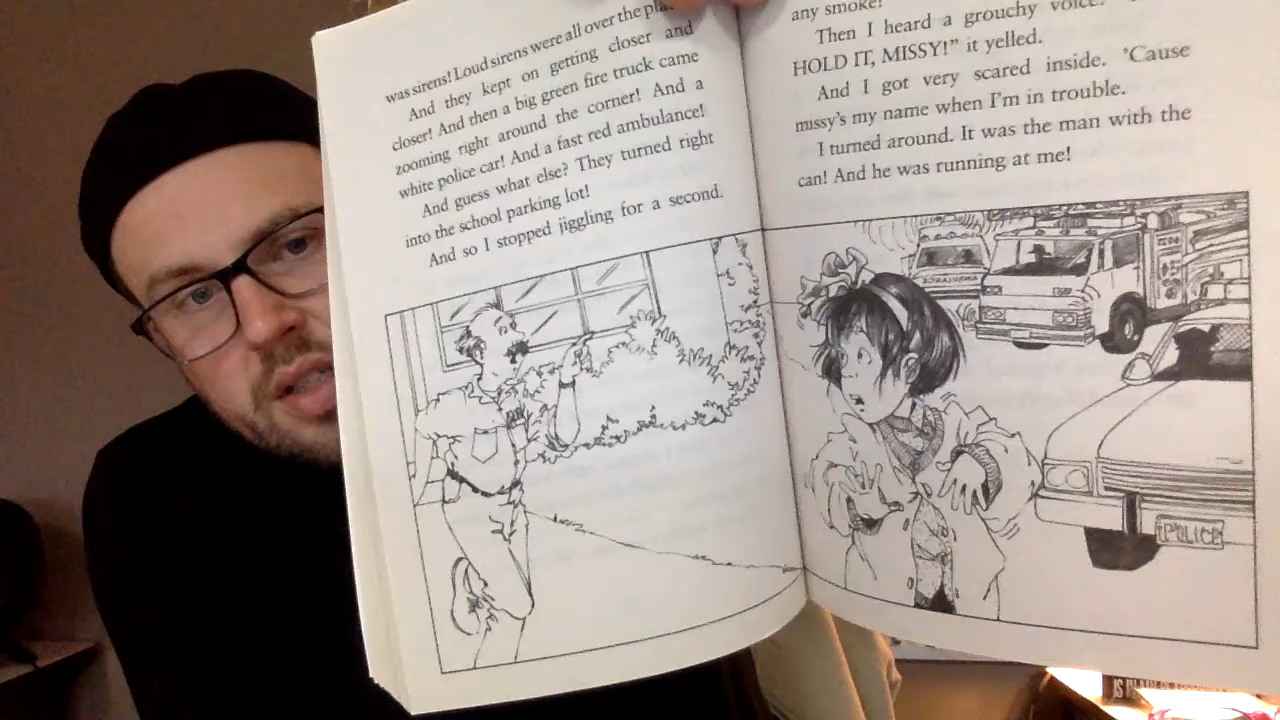 was sirens! Loud sirens were all over the
And they kept on getting closer and
closer! And then a big green fire truck came
zooming right around the corner! And a
white police car! And a fast red ambulance!
And guess what else? They turned right
into the school parking lot!
And so I stopped jiggling for a second.
any smoke!
Then I heard a grouchy voice.
HOLD IT, MISSY!” it yelled.
And I got very scared inside. ’Cause
missy’s my name when I’m in trouble.
I turned around. It was the man with the
can! And he was running at me!
POLICE